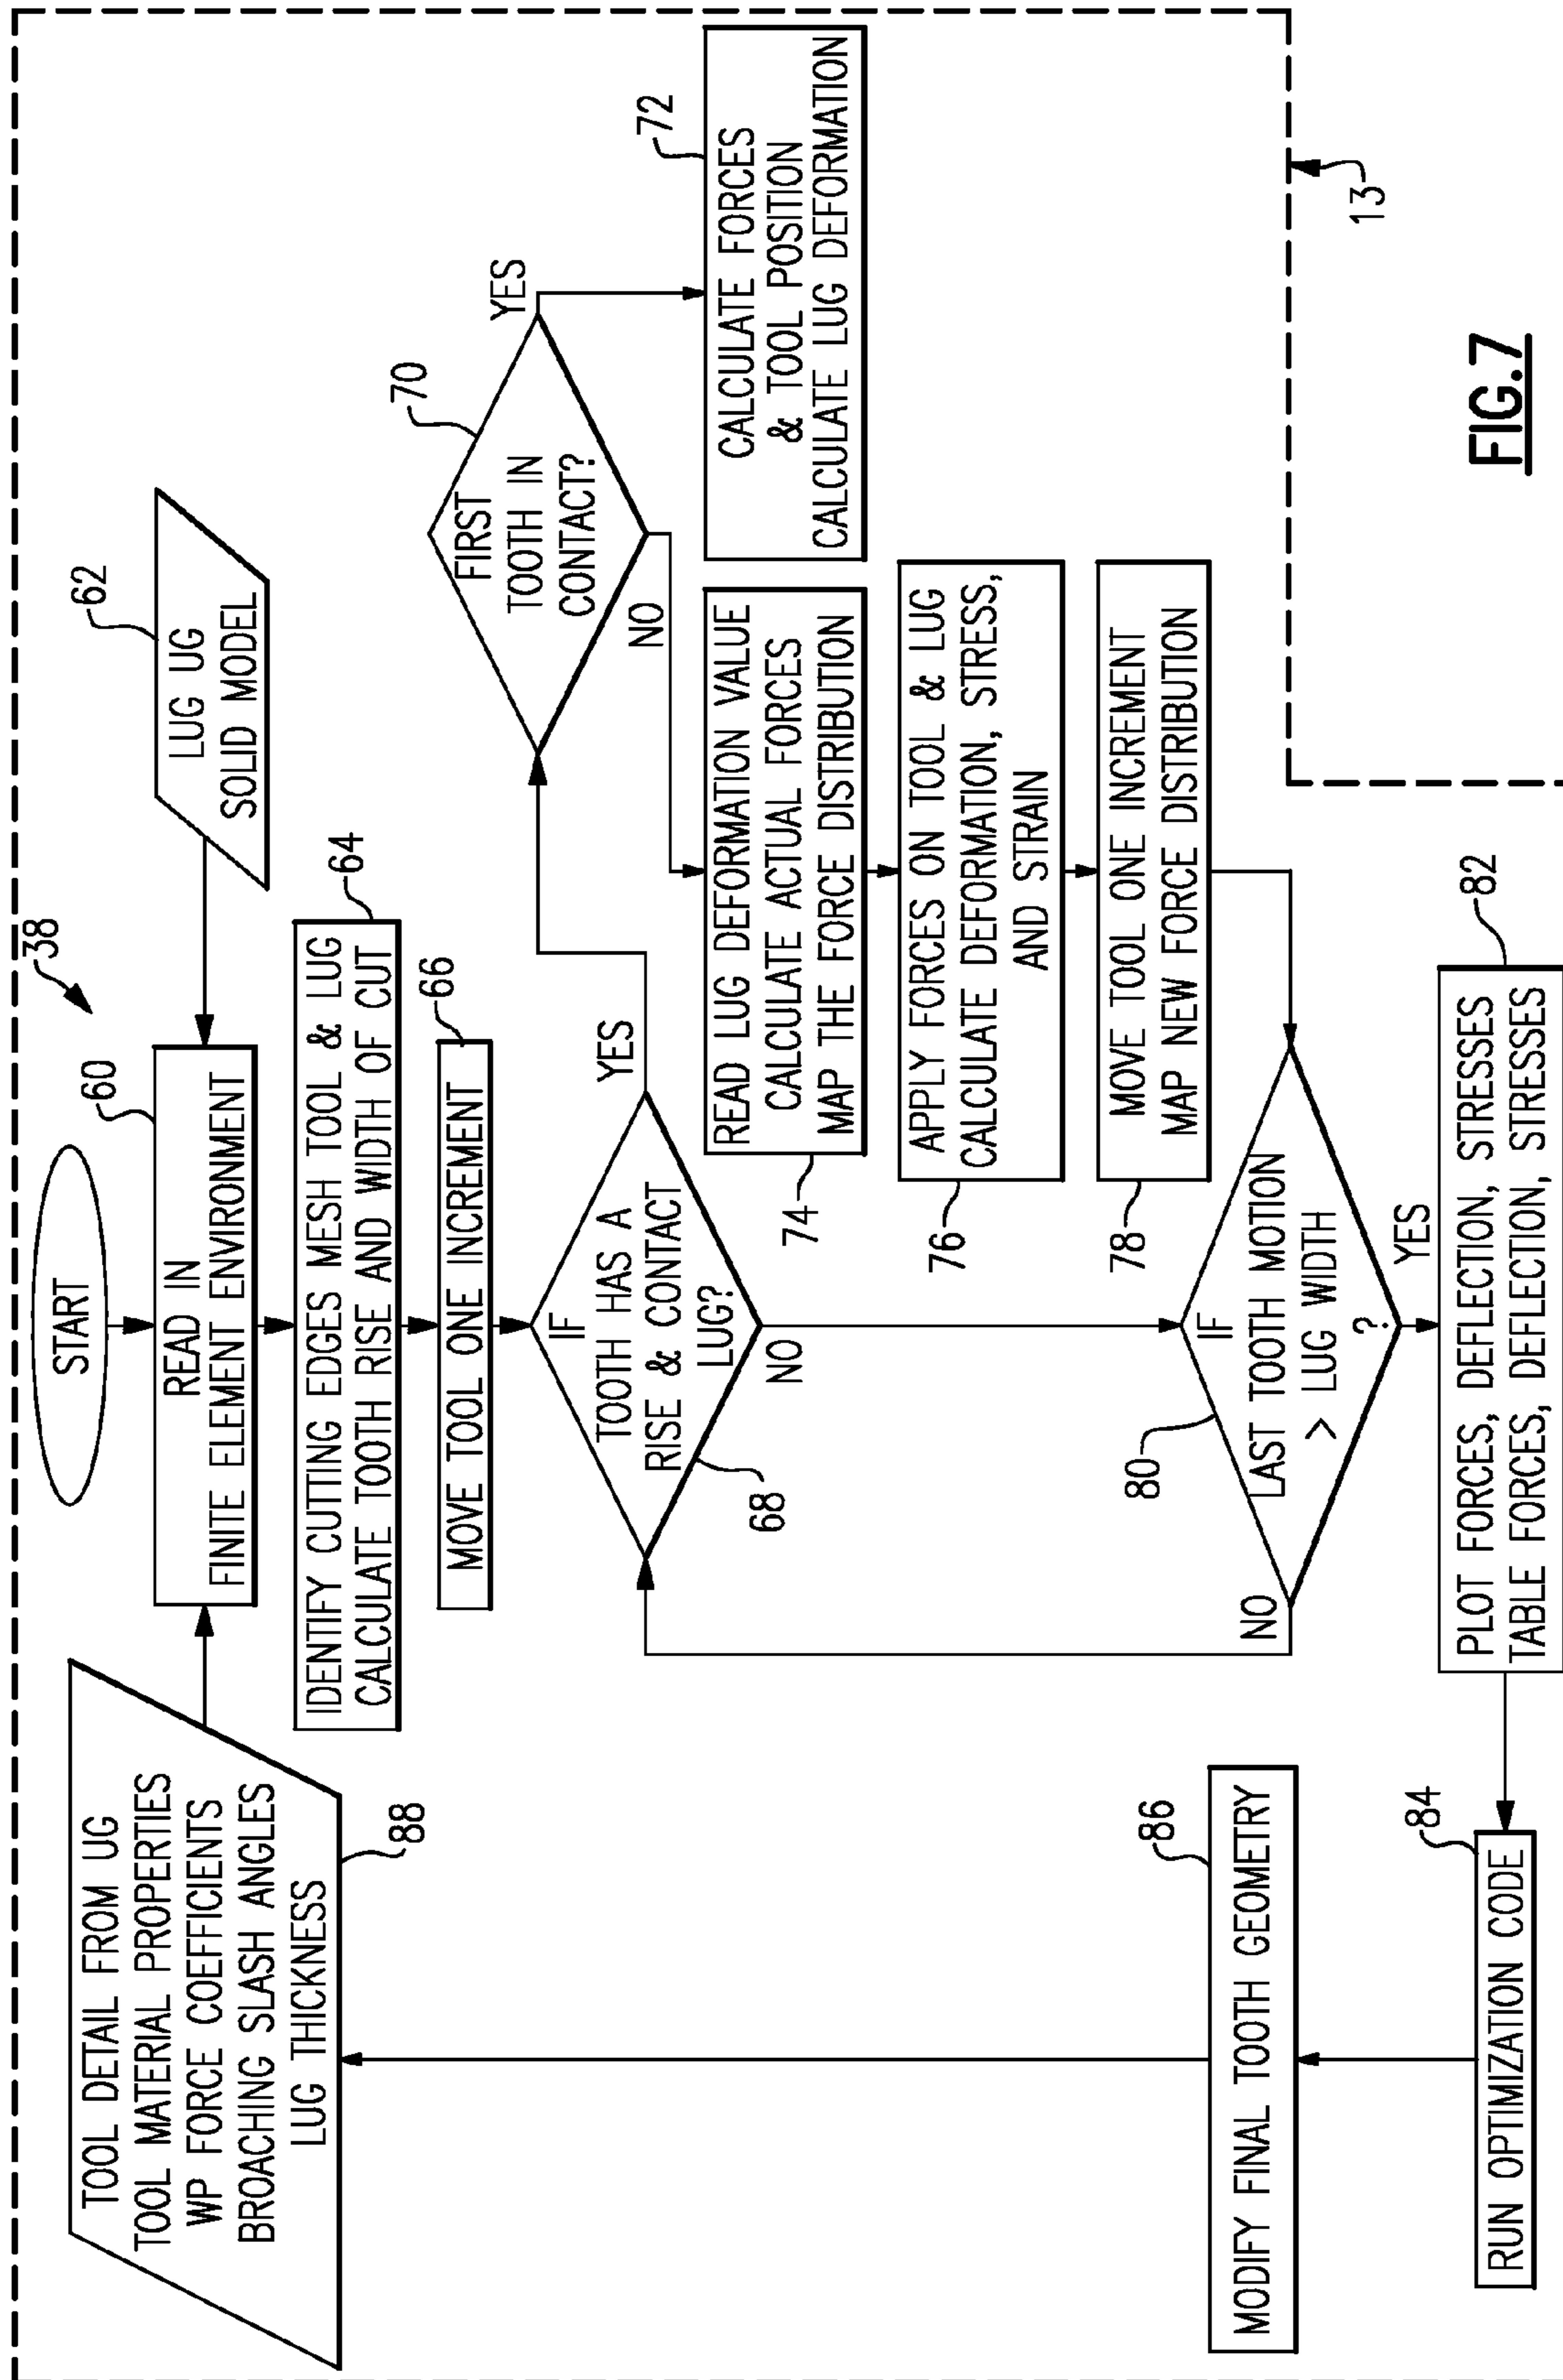 38
START
60
READ IN
FINITE ELEMENT ENVIRONMENT
62
LUG UG
SOLID MODEL
TOOL DETAIL FROM UG
TOOL MATERIAL PROPERTIES
WP FORCE COEFFICIENTS
BROACHING SLASH ANGLES
LUG THICKNESS
88
64
IDENTIFY CUTTING EDGES MESH TOOL & LUG
CALCULATE TOOTH RISE AND WIDTH OF CUT
66
MOVE TOOL ONE INCREMENT
IF
TOOTH HAS A
RISE & CONTACT
LUG?
68
YES
NO
70
FIRST
TOOTH IN
CONTACT?
YES
NO
72
CALCULATE FORCES
& TOOL POSITION
CALCULATE LUG DEFORMATION
READ LUG DEFORMATION VALUE
CALCULATE ACTUAL FORCES
MAP THE FORCE DISTRIBUTION
74
APPLY FORCES ON TOOL & LUG
CALCULATE DEFORMATION, STRESS,
AND STRAIN
76
MOVE TOOL ONE INCREMENT
MAP NEW FORCE DISTRIBUTION
78
80
IF
LAST TOOTH MOTION
> LUG WIDTH
?
NO
YES
82
PLOT FORCES, DEFLECTION, STRESSES
TABLE FORCES, DEFLECTION, STRESSES
84
RUN OPTIMIZATION CODE
86
MODIFY FINAL TOOTH GEOMETRY
13
FIG.7